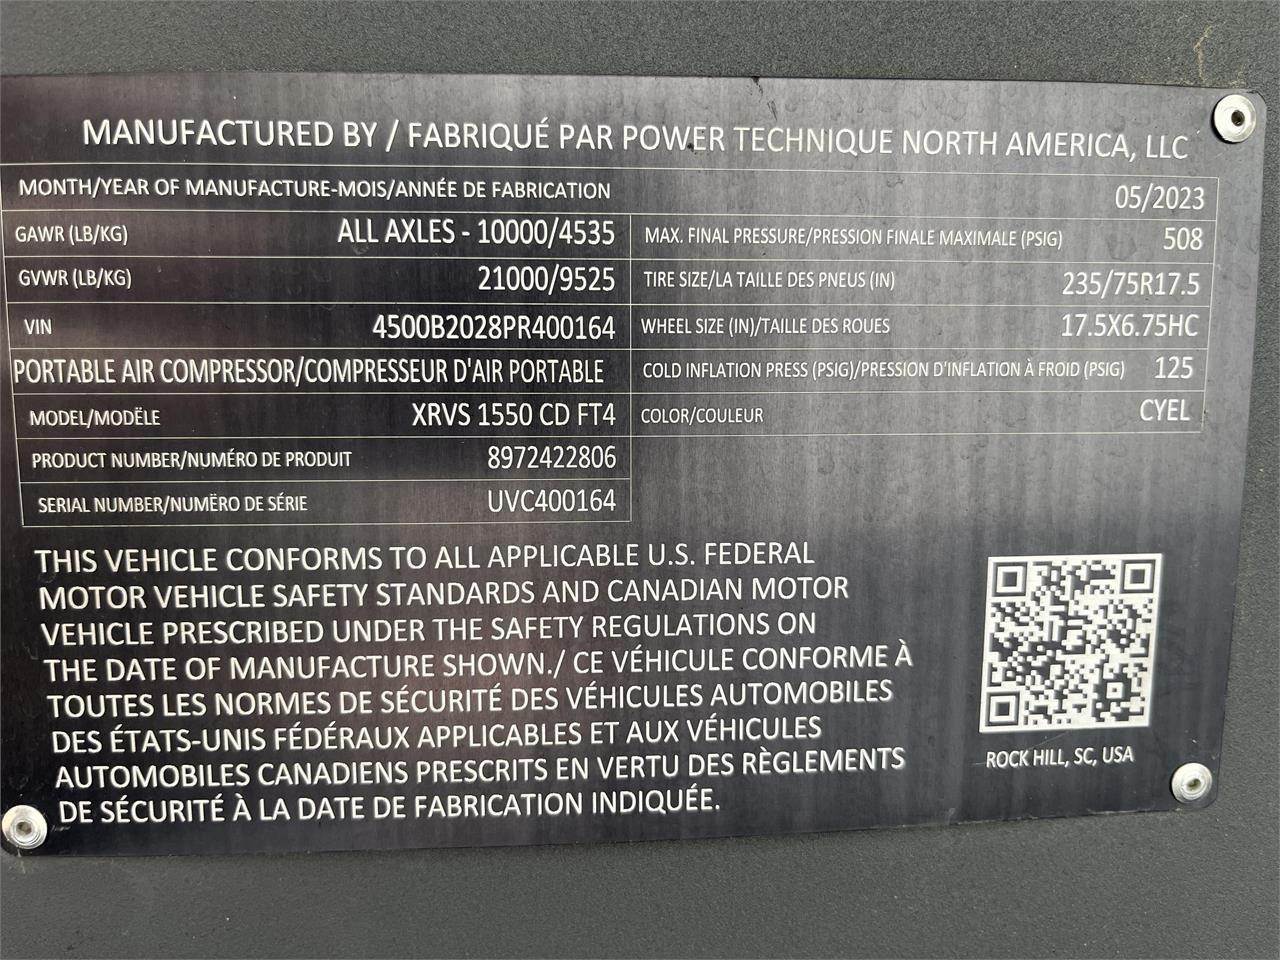 MANUFACTURED BY / FABRIQUÉ PAR POWER TECHNIQUE NORTH AMERICA, LLC
MONTH/YEAR OF MANUFACTURE-MOIS/ANNÉE DE FABRICATION 05/2023
GAWR (LB/KG) ALL AXLES - 10000/4535 MAX. FINAL PRESSURE/PRESSION FINALE MAXIMALE (PSIG) 508
GVWR (LB/KG) 21000/9525 TIRE SIZE/LA TAILLE DES PNEUS (IN) 235/75R17.5
VIN 4500B2028PR400164 WHEEL SIZE (IN)/TAILLE DES ROUES 17.5X6.75HC
PORTABLE AIR COMPRESSOR/COMPRESSEUR D'AIR PORTABLE COLD INFLATION PRESS (PSIG)/PRESSION D'INFLATION À FROID (PSIG) 125
MODEL/MODËLE XRVS 1550 CD FT4 COLOR/COULEUR CYEL
PRODUCT NUMBER/NUMÉRO DE PRODUIT 8972422806
SERIAL NUMBER/NUMËRO DE SÉRIE UVC400164
THIS VEHICLE CONFORMS TO ALL APPLICABLE U.S. FEDERAL
MOTOR VEHICLE SAFETY STANDARDS AND CANADIAN MOTOR
VEHICLE PRESCRIBED UNDER THE SAFETY REGULATIONS ON
THE DATE OF MANUFACTURE SHOWN./ CE VÉHICULE CONFORME À
TOUTES LES NORMES DE SÉCURITÉ DES VÉHICULES AUTOMOBILES
DES ÉTATS-UNIS FÉDÉRAUX APPLICABLES ET AUX VÉHICULES
AUTOMOBILES CANADIENS PRESCRITS EN VERTU DES RÈGLEMENTS
DE SÉCURITÉ À LA DATE DE FABRICATION INDIQUÉE.
ROCK HILL, SC, USA